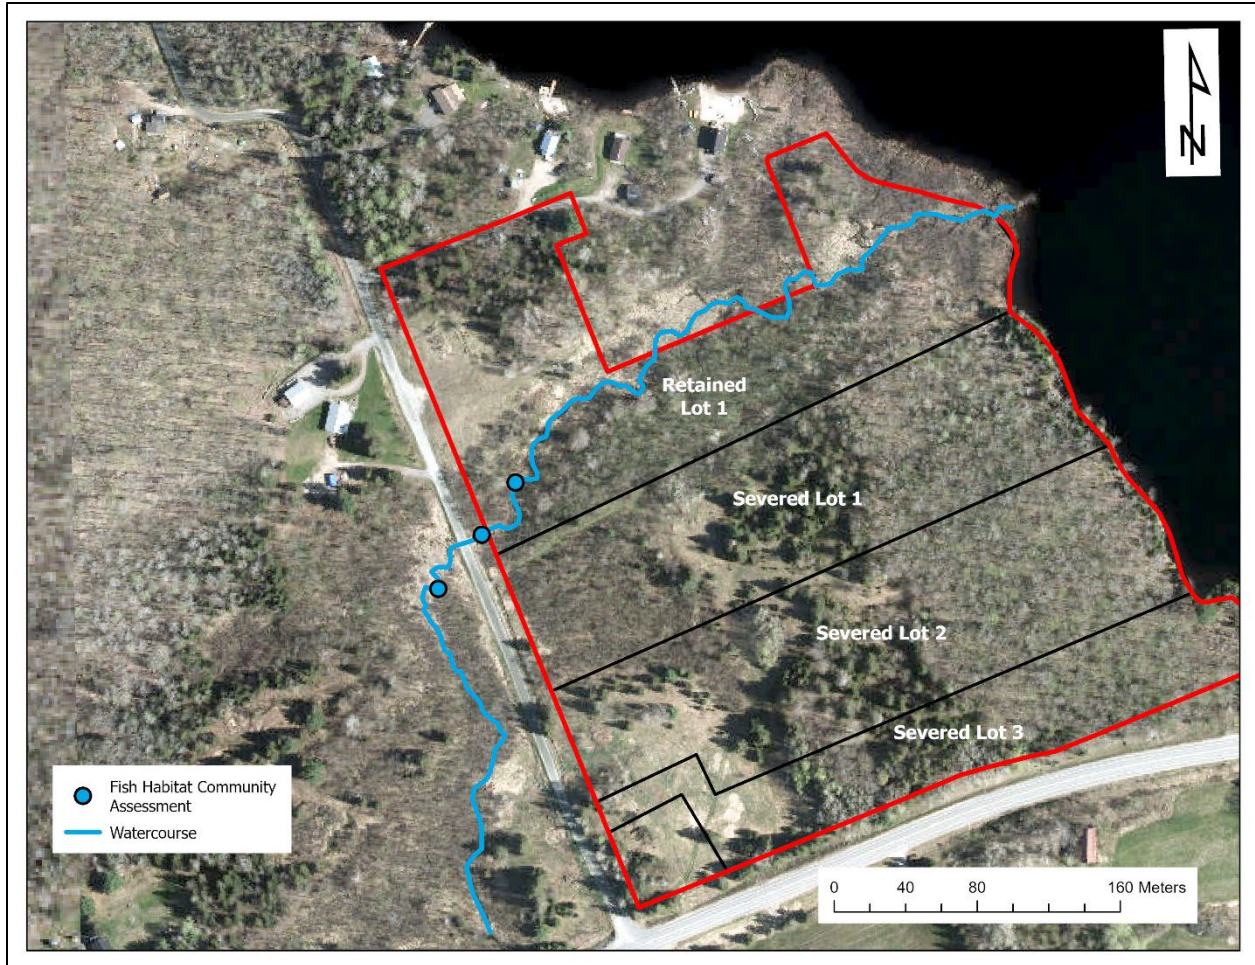 N
Retained
Lot 1
Severed Lot 1
Severed Lot 2
Severed Lot 3
Fish Habitat Community
Assessment
Watercourse
0 40 80 160 Meters